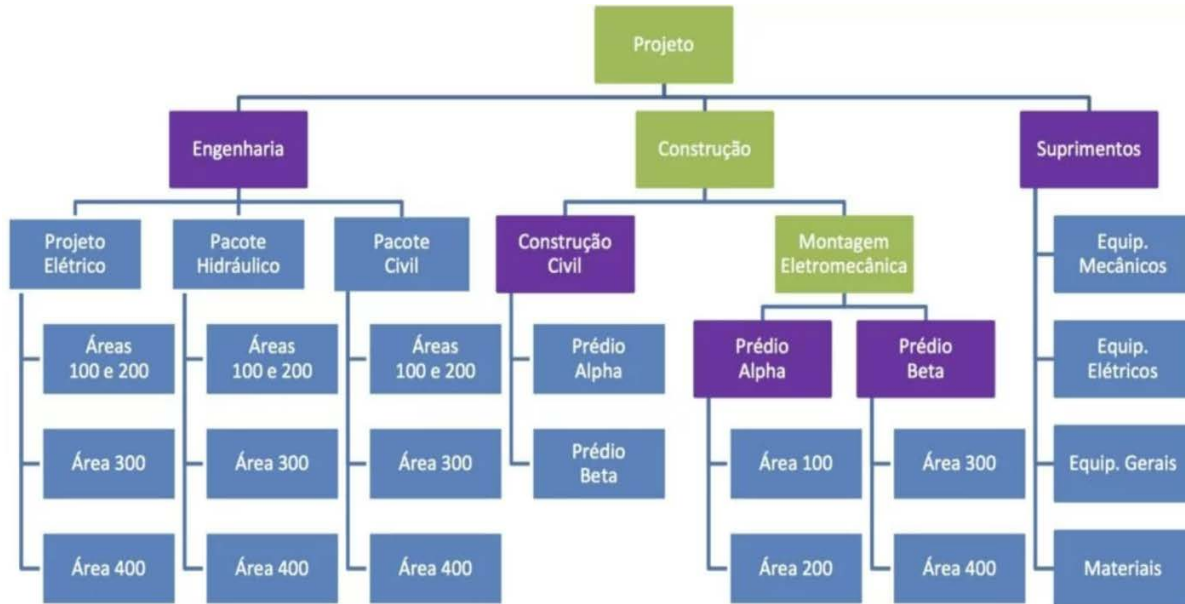 Projeto
Engenharia
Construção
Suprimentos
Projeto
Elétrico
Pacote
Hidráulico
Pacote
Civil
Construção
Civil
Montagem
Eletromecânica
Equip.
Mecânicos
Áreas
100 e 200
Áreas
100 e 200
Áreas
100 e 200
Prédio
Alpha
Prédio
Alpha
Prédio
Beta
Equip.
Elétricos
Área 300
Área 300
Área 300
Prédio
Beta
Área 100
Área 300
Equip. Gerais
Área 400
Área 400
Área 400
Área 200
Área 400
Materiais